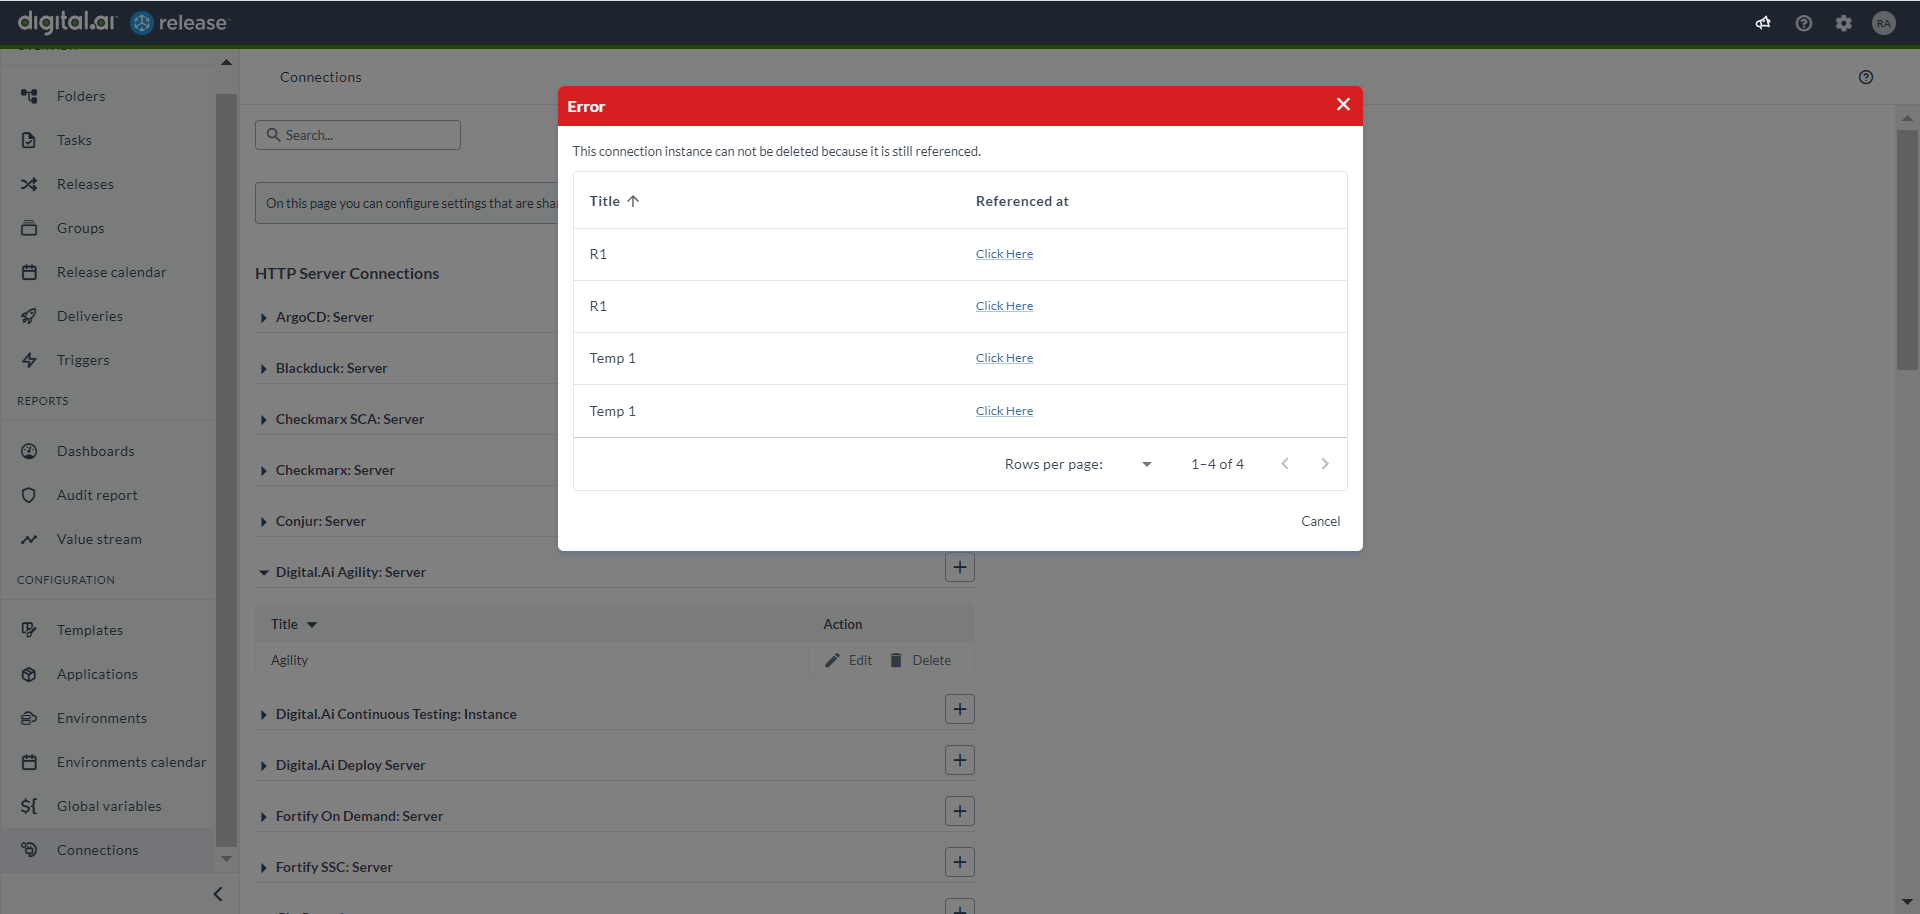 digital.ai release
RA
Folders
Tasks
Releases
Groups
Release calendar
Deliveries
Triggers
REPORTS
Dashboards
Audit report
Value stream
CONFIGURATION
Templates
Applications
Environments
Environments calendar
Global variables
Connections
Connections
Search...
On this page you can configure settings that are sha
HTTP Server Connections
ArgoCD: Server
Blackduck: Server
Checkmarx SCA: Server
Checkmarx: Server
Conjur: Server
Digital.Ai Agility: Server
Title Action
Agility Edit Delete
Digital.Ai Continuous Testing: Instance
Digital.Ai Deploy Server
Fortify On Demand: Server
Fortify SSC: Server
Error
This connection instance can not be deleted because it is still referenced.
Title Referenced at
R1 Click Here
R1 Click Here
Temp 1 Click Here
Temp 1 Click Here
Rows per page: 1–4 of 4
Cancel